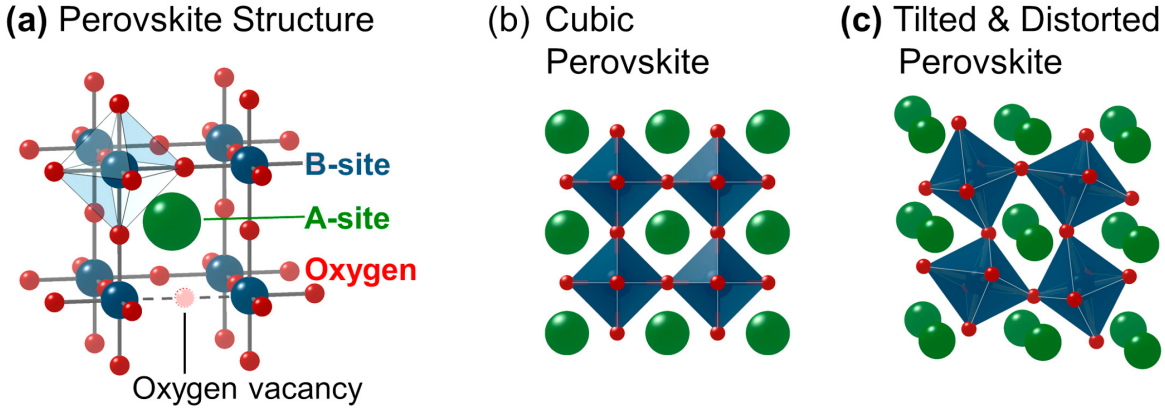 (a) Perovskite Structure
B-site
A-site
Oxygen
Oxygen vacancy
(b) Cubic
Perovskite
(c) Tilted & Distorted
Perovskite